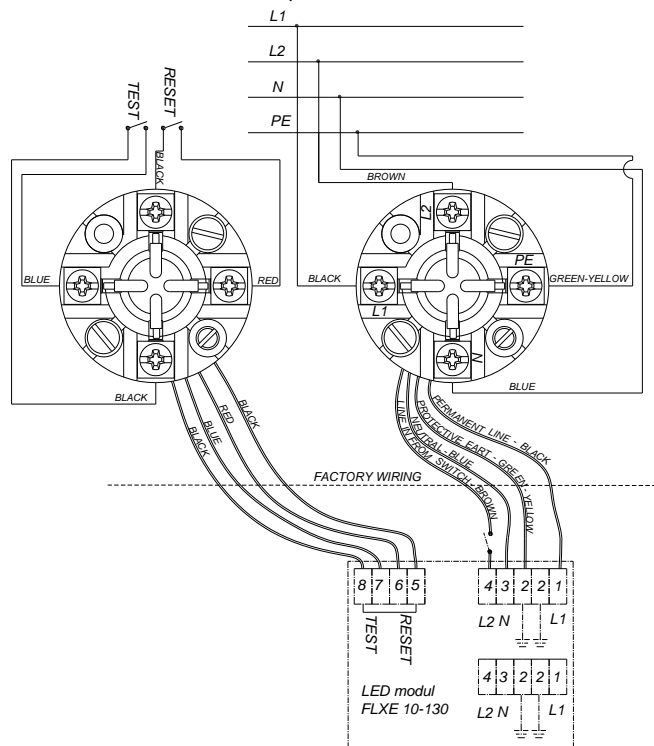 L1
L2
N
PE
TEST
RESET
BLACK
BROWN
L2
PE
BLUE
RED
BLACK
L1
GREEN-YELLOW
N
BLACK
BLUE
BLACK
BLUE
RED
BLACK
LINE IN FROM SWITCH - BROWN
NEUTRAL - BLUE
PROTECTIVE EART - GREEN-YELLOW
PERMANENT LINE - BLACK
FACTORY WIRING
8 7 6 5
4 3 2 2 1
TEST
RESET
L2 N L1
4 3 2 2 1
L2 N L1
LED modul
FLXE 10-130